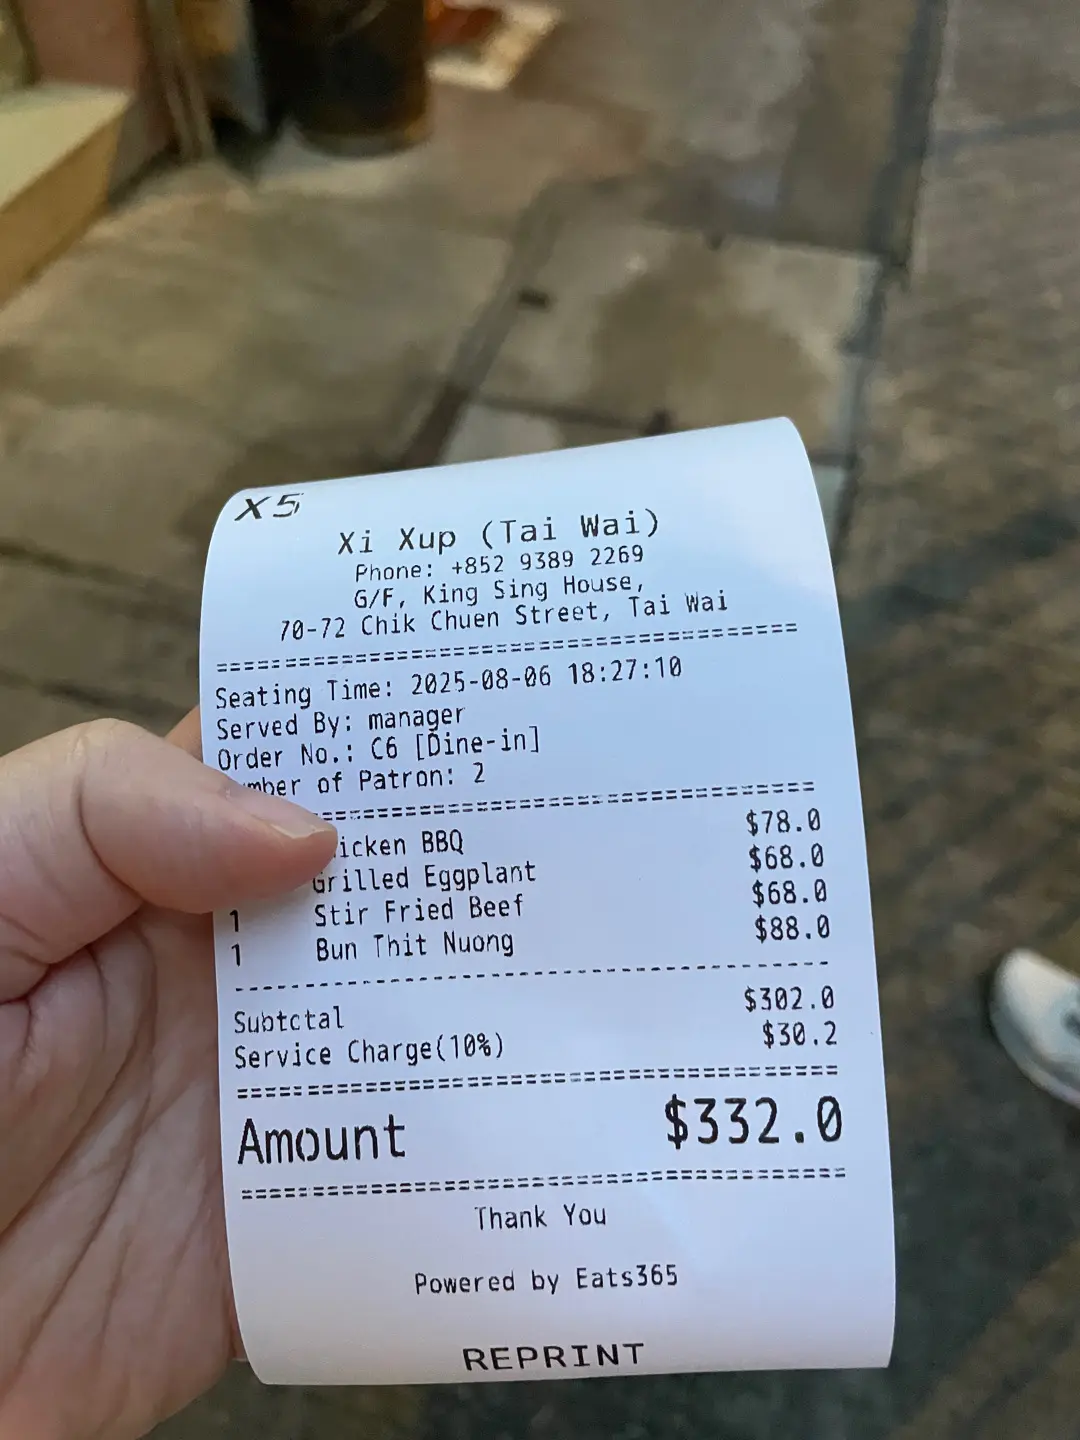 X5
Xi Xup (Tai Wai)
Phone: +852 9389 2269
G/F, King Sing House,
70-72 Chik Chuen Street, Tai Wai
========================================
Seating Time: 2025-08-06 18:27:10
Served By: manager
Order No.: C6 [Dine-in]
of Patron: 2
========================================
BBQ $78.0
Grilled Eggplant $68.0
1 Stir Fried Beef $68.0
1 Bun Thit Nuong $88.0
----------------------------------------
Subtotal $302.0
Service Charge(10%) $30.2
========================================
Amount $332.0
========================================
Thank You
Powered by Eats365
REPRINT